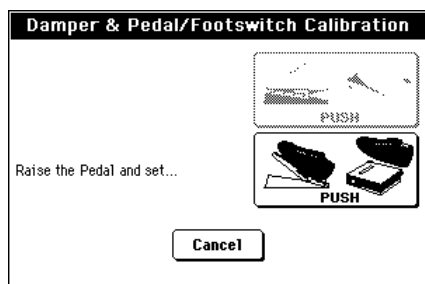 Damper & Pedal/Footswitch Calibration
PUSH
Raise the Pedal and set...
PUSH
Cancel